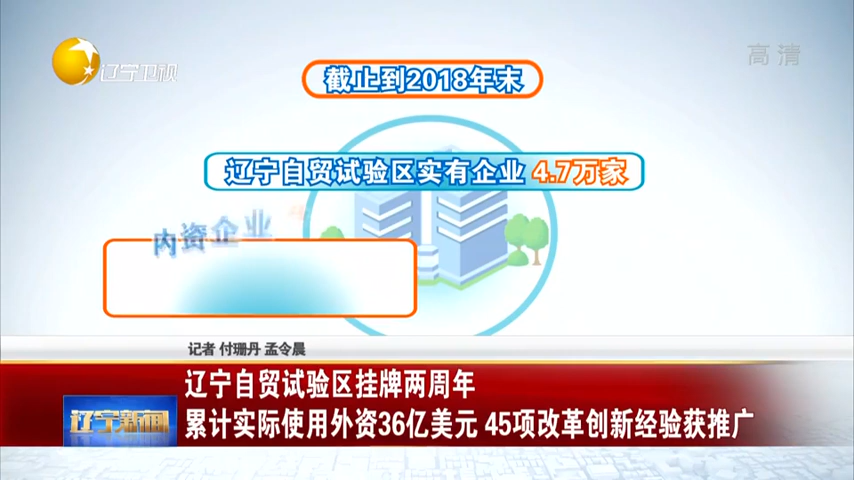 辽宁卫视
高清
截止到2018年末
辽宁自贸试验区实有企业 4.7万家
内资企业
记者 付珊丹 孟令晨
辽宁新闻
辽宁自贸试验区挂牌两周年
累计实际使用外资36亿美元 45项改革创新经验获推广